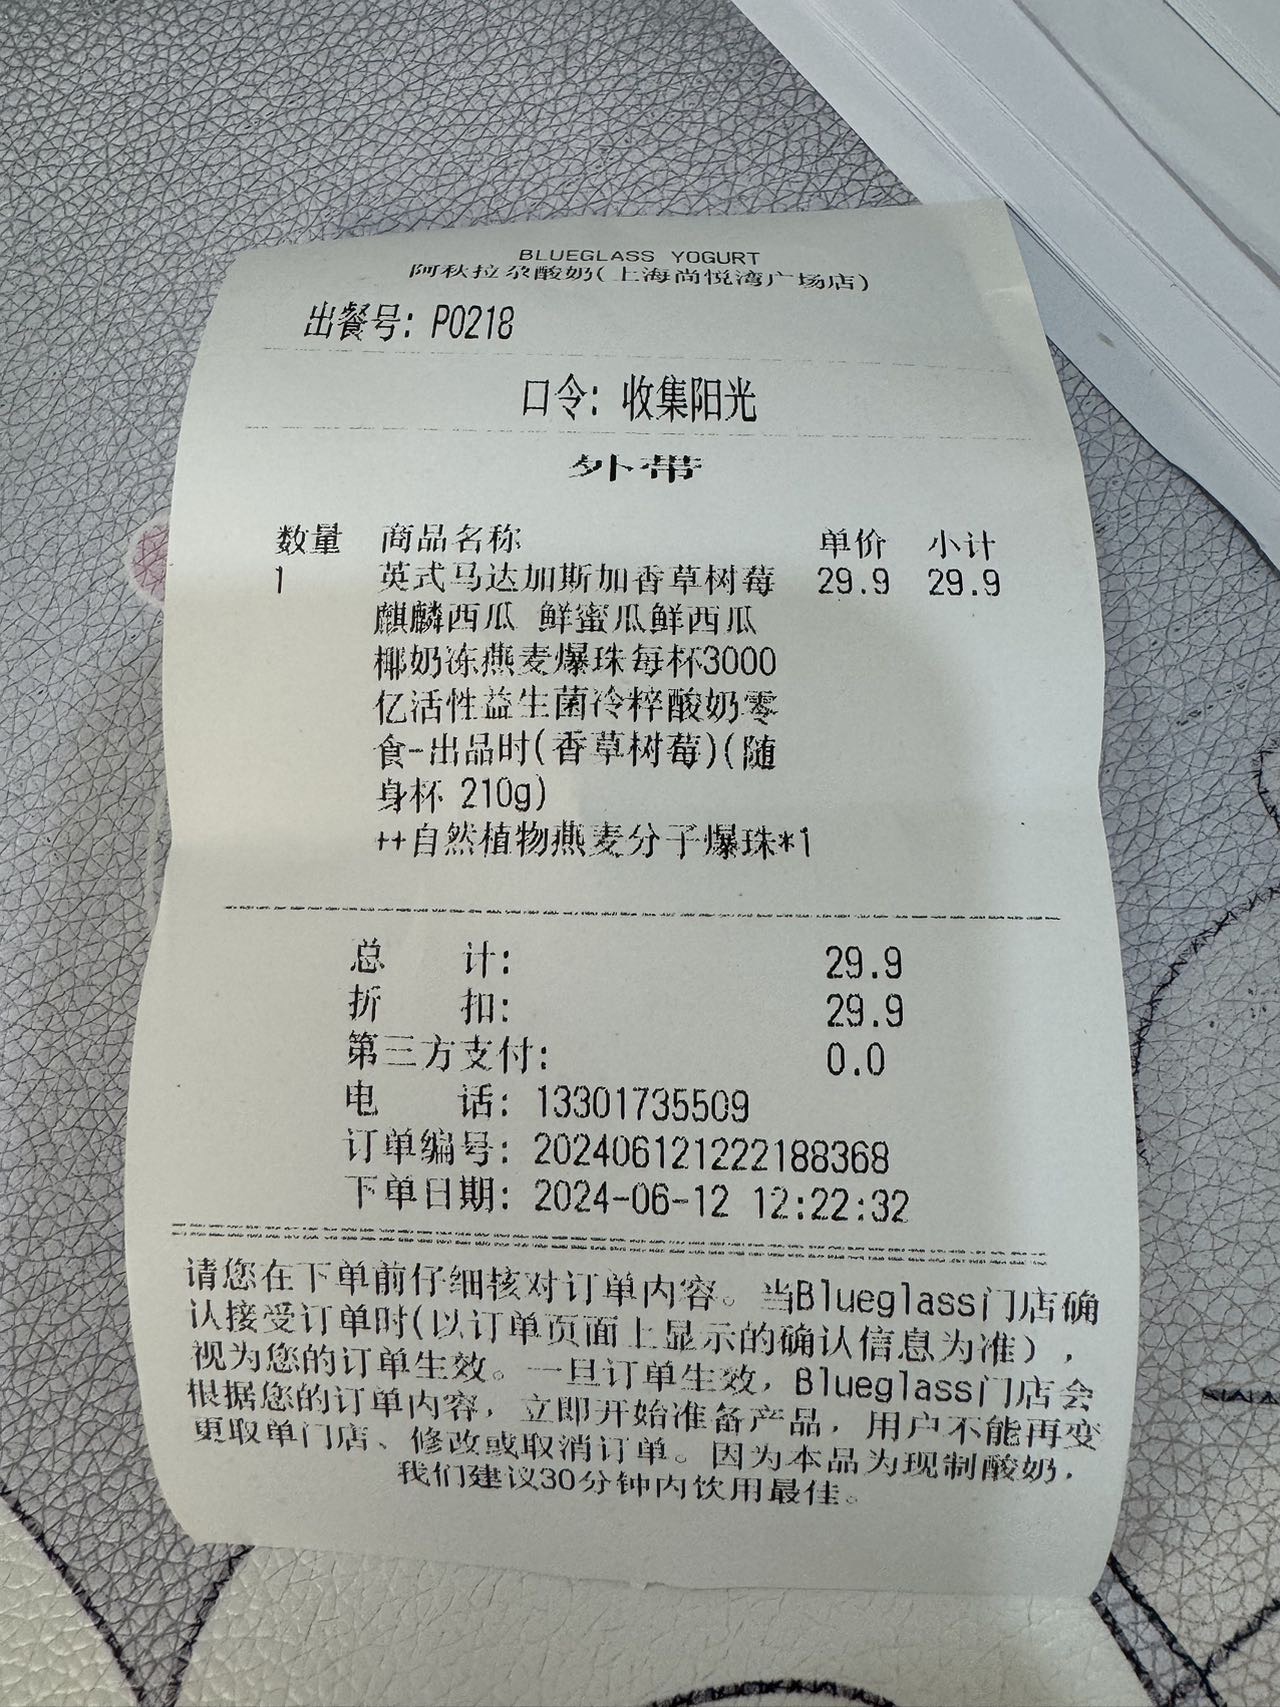 BLUEGLASS YOGURT
阿秋拉尕酸奶(上海尚悦湾广场店)
出餐号: P0218
口令: 收集阳光
外带
数量 商品名称 单价 小计
1 英式马达加斯加香草树莓 29.9 29.9
麒麟西瓜 鲜蜜瓜鲜西瓜
椰奶冻燕麦爆珠每杯3000
亿活性益生菌冷粹酸奶零
食-出品时(香草树莓)(随
身杯 210g)
++自然植物燕麦分子爆珠*1
总 计: 29.9
折 扣: 29.9
第三方支付: 0.0
电 话: 13301735509
订单编号: 202406121222188368
下单日期: 2024-06-12 12:22:32
请您在下单前仔细核对订单内容。当Blueglass门店确
认接受订单时(以订单页面上显示的确认信息为准),
视为您的订单生效。一旦订单生效, Blueglass门店会
根据您的订单内容, 立即开始准备产品, 用户不能再变
更取单门店、修改或取消订单。因为本品为现制酸奶,
我们建议30分钟内饮用最佳。